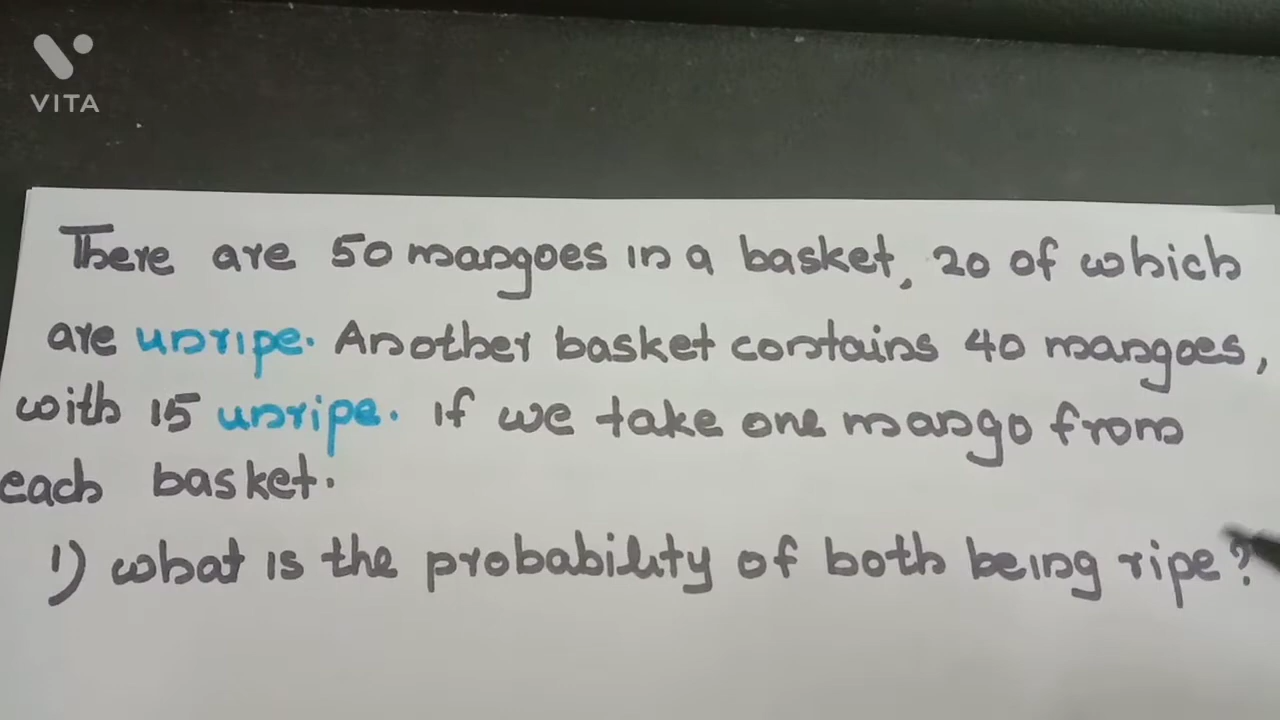 VITA
There are 50 mangoes in a basket, 20 of which
are unripe. Another basket contains 40 mangoes,
with 15 unripe. If we take one mango from
each basket.
1) What is the probability of both being ripe?